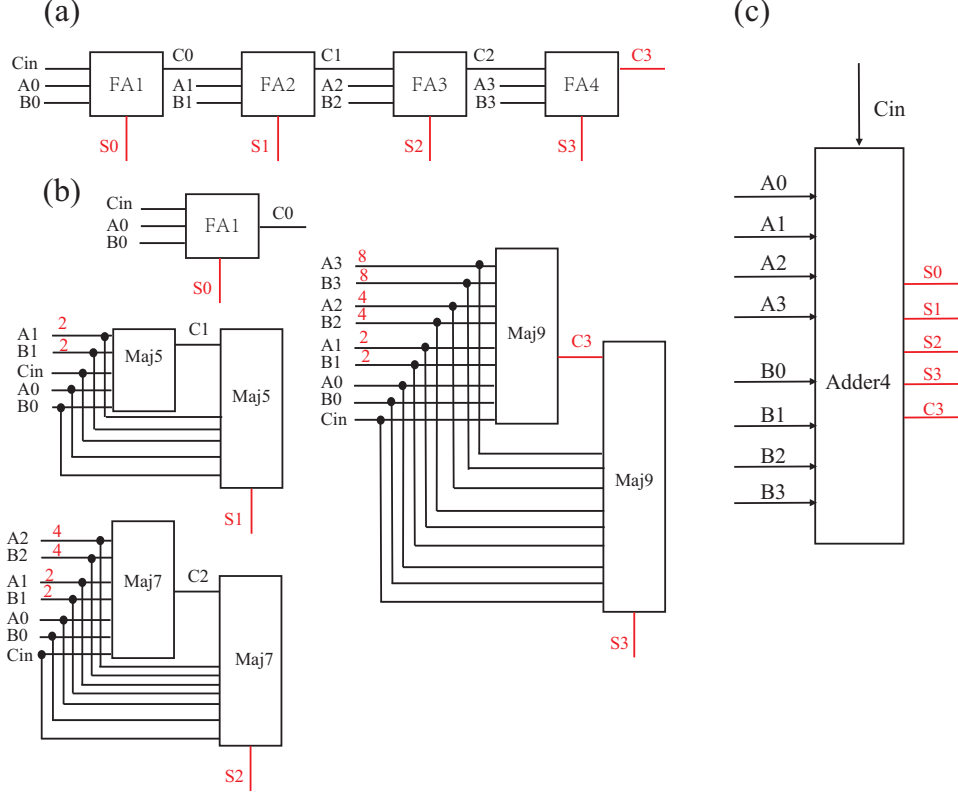 (a)
C0 C1 C2 C3
Cin FA1 FA2 FA3 FA4
A0 A1 A2 A3
B0 B1 B2 B3
S0 S1 S2 S3
(b)
Cin
A0 FA1 C0
B0
S0
A1 2 C1
B1 2 Maj5
Cin
A0 Maj5
B0
S1
A2 4
B2 4
A1 2 Maj7 C2
B1 2
A0
B0
Cin Maj7
S2
A3 8
B3 8
A2 4
B2 4 Maj9
A1 2 C3
B1 2
A0
B0
Cin
Maj9
S3
(c)
Cin
A0
A1
A2 S0
A3 S1
S2
B0 Adder4 S3
B1 C3
B2
B3